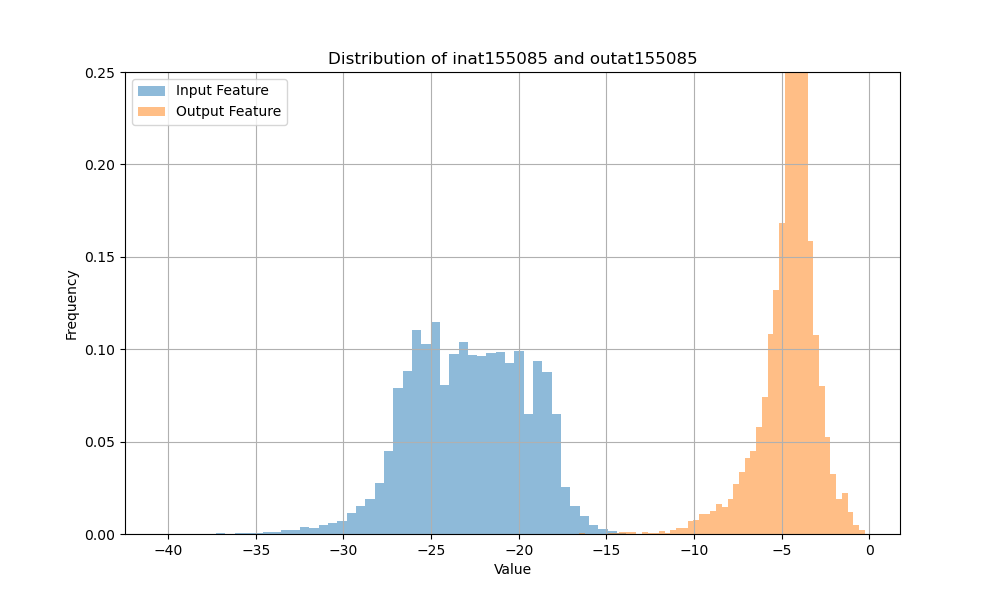 Distribution of inat155085 and outat155085
Input Feature
Output Feature
Frequency
0.25
0.20
0.15
0.10
0.05
0.00
−40 −35 −30 −25 −20 −15 −10 −5 0
Value